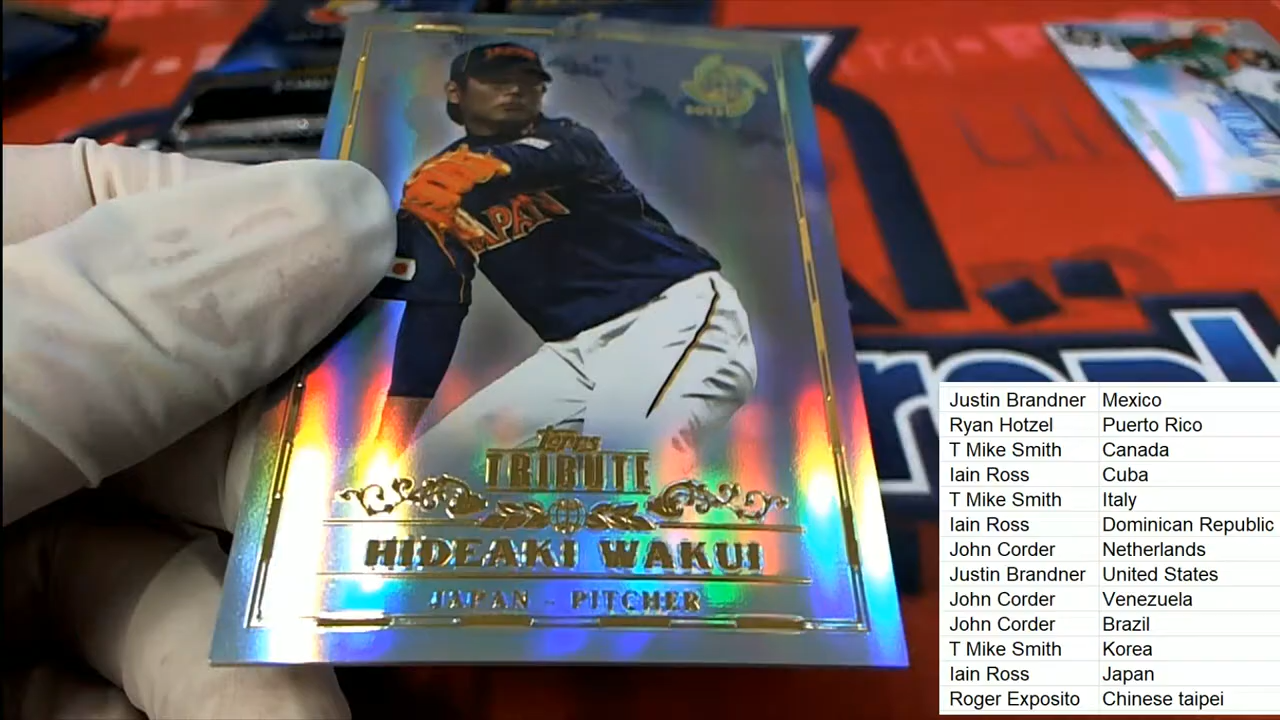 JAPAN
Topps
TRIBUTE
HIDEAKI WAKUI
JAPAN - PITCHER
Justin Brandner Mexico
Ryan Hotzel Puerto Rico
T Mike Smith Canada
Iain Ross Cuba
T Mike Smith Italy
Iain Ross Dominican Republic
John Corder Netherlands
Justin Brandner United States
John Corder Venezuela
John Corder Brazil
T Mike Smith Korea
Iain Ross Japan
Roger Exposito Chinese taipei